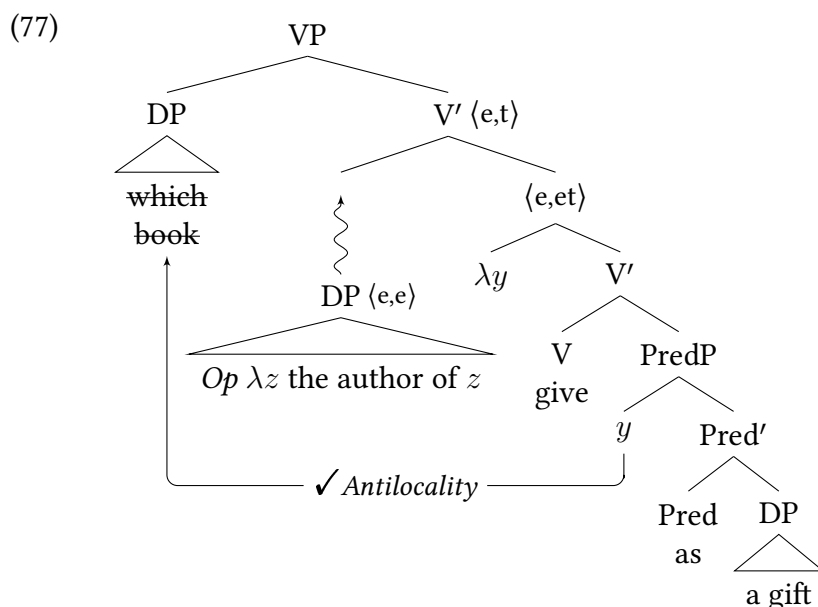 (77)
VP
DP
V′ ⟨e,t⟩
which
book
⟨e,et⟩
DP ⟨e,e⟩
λy
V′
Op λz the author of z
V
give
PredP
y
Pred′
✓Antilocality
Pred
as
DP
a gift